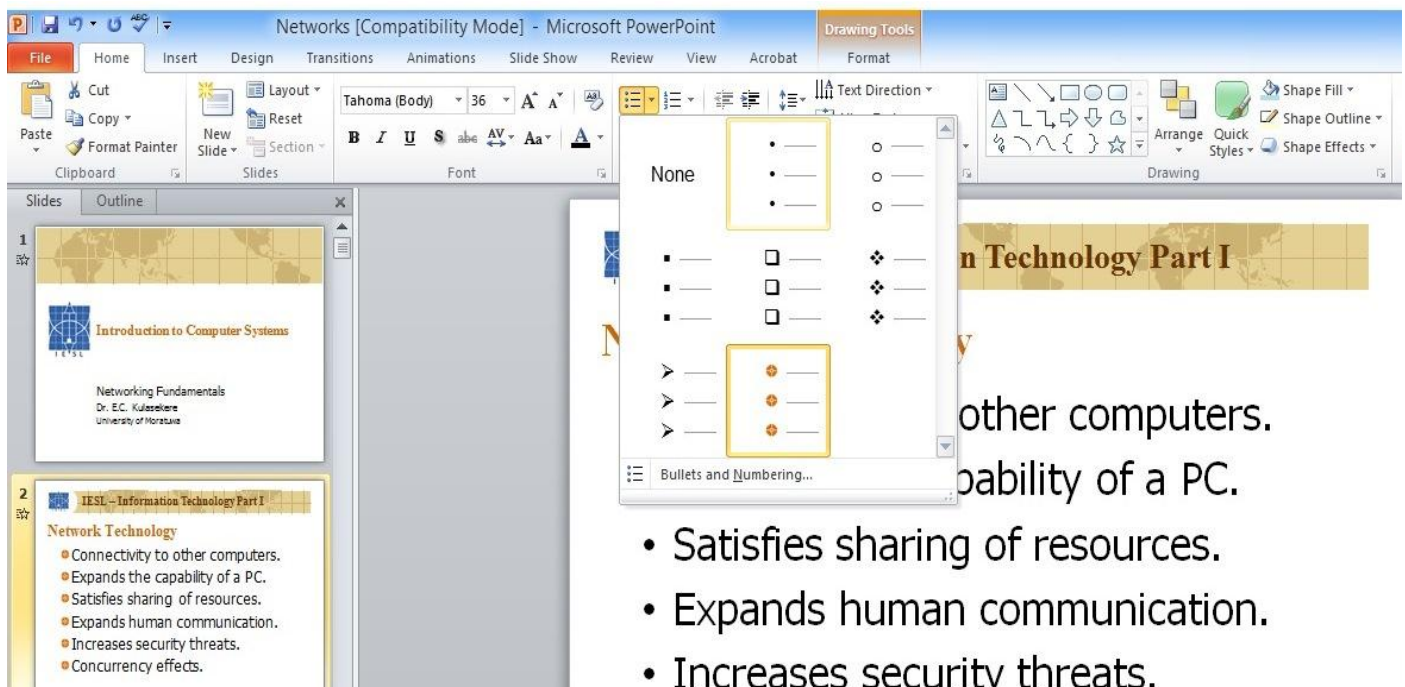 Networks [Compatibility Mode] - Microsoft PowerPoint
Drawing Tools
File Home Insert Design Transitions Animations Slide Show Review View Acrobat Format
Cut
Copy
Format Painter
Paste
Clipboard
New Slide
Layout
Reset
Section
Slides
Tahoma (Body) 36
B I U S abc AV Aa A
Font
Text Direction
Arrange
Quick Styles
Shape Fill
Shape Outline
Shape Effects
Drawing
Slides Outline
None
Bullets and Numbering...
1
IESL
Introduction to Computer Systems
Networking Fundamentals
Dr. E.C. Kulasekere
University of Moratuwa
2
IESL – Information Technology Part I
Network Technology
Connectivity to other computers.
Expands the capability of a PC.
Satisfies sharing of resources.
Expands human communication.
Increases security threats.
Concurrency effects.
n Technology Part I
N y
other computers.
pability of a PC.
• Satisfies sharing of resources.
• Expands human communication.
• Increases security threats.